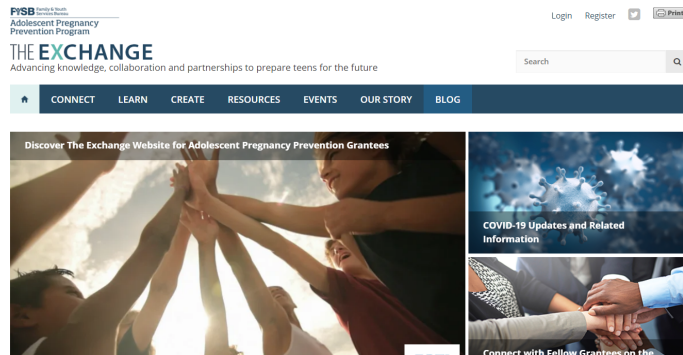 FYSB Family & Youth Services Bureau
Adolescent Pregnancy
Prevention Program
Login Register Print
THE EXCHANGE
Advancing knowledge, collaboration and partnerships to prepare teens for the future
Search
CONNECT LEARN CREATE RESOURCES EVENTS OUR STORY BLOG
Discover The Exchange Website for Adolescent Pregnancy Prevention Grantees
COVID-19 Updates and Related
Information
Connect with Fellow Grantees on the